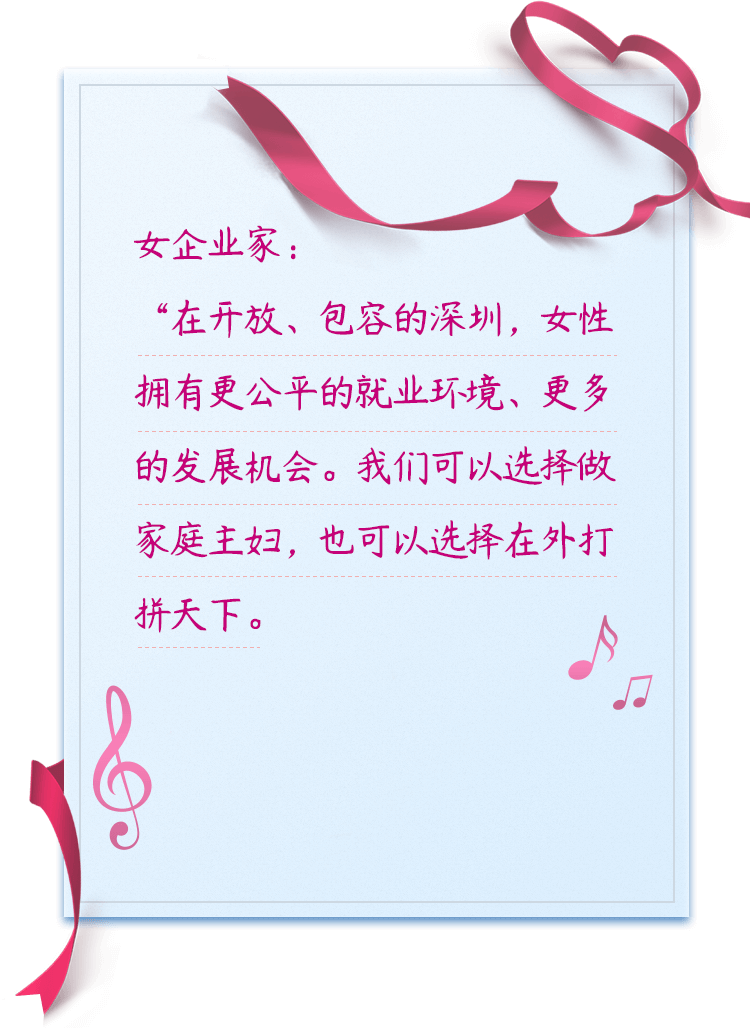 女企业家：
“在开放、包容的深圳，女性
拥有更公平的就业环境、更多
的发展机会。我们可以选择做
家庭主妇，也可以选择在外打
拼天下。